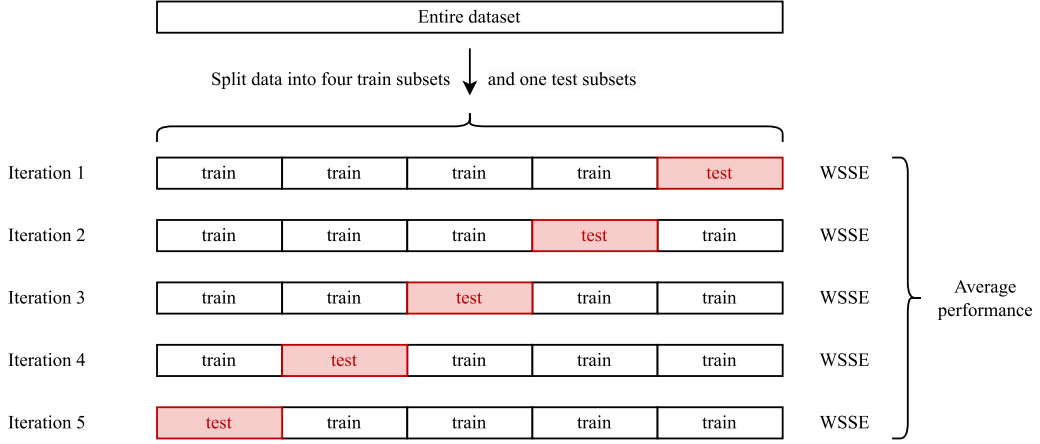 Entire dataset
Split data into four train subsets and one test subsets
Iteration 1 train train train train test WSSE
Iteration 2 train train train test train WSSE
Iteration 3 train train test train train WSSE
Average
performance
Iteration 4 train test train train train WSSE
Iteration 5 test train train train train WSSE